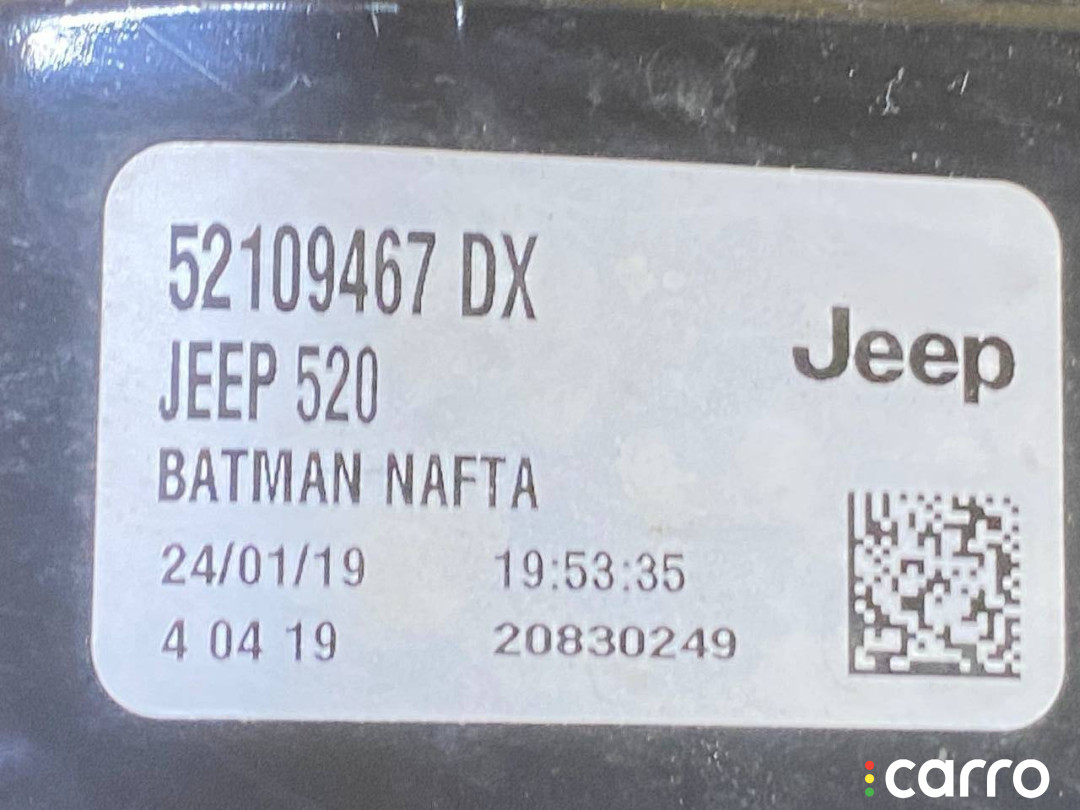 52109467 DX
JEEP 520
Jeep
BATMAN NAFTA
24/01/19 19:53:35
4 04 19 20830249
carro